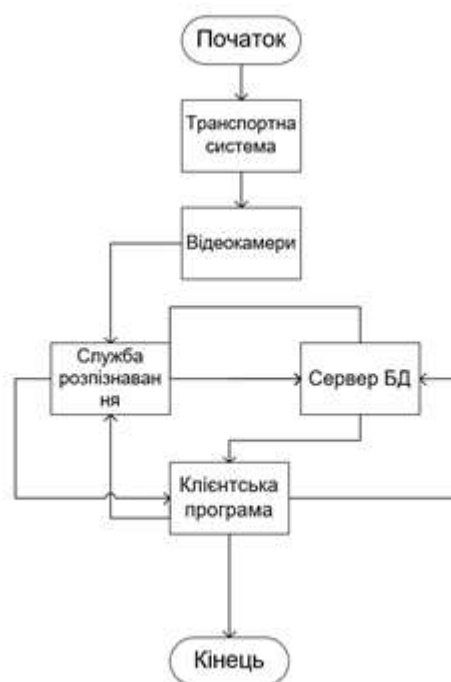 Початок
Транспортна
система
Відеокамери
Служба
розпізнаван
ня
Сервер БД
Клієнтська
програма
Кінець